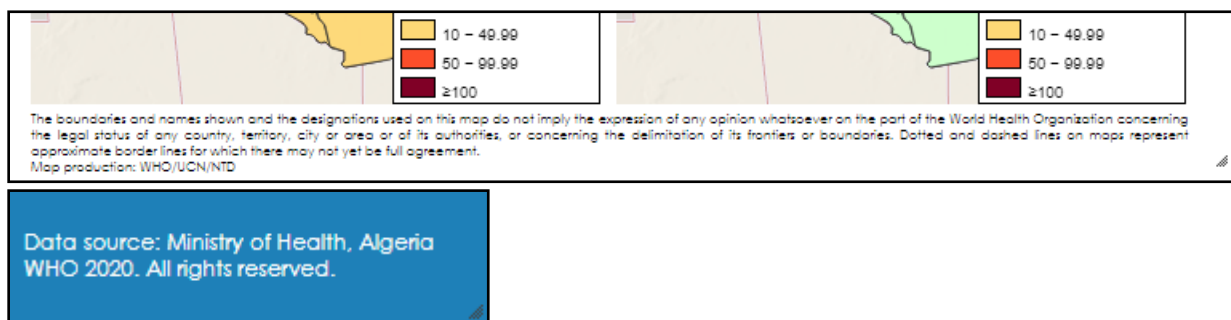 10 – 49.99
50 – 99.99
≥100
10 – 49.99
50 – 99.99
≥100
The boundaries and names shown and the designations used on this map do not imply the expression of any opinion whatsoever on the part of the World Health Organization concerning
the legal status of any country, territory, city or area or of its authorities, or concerning the delimitation of its frontiers or boundaries. Dotted and dashed lines on maps represent
approximate border lines for which there may not yet be full agreement.
Map production: WHO/UCN/NTD
Data source: Ministry of Health, Algeria
WHO 2020. All rights reserved.